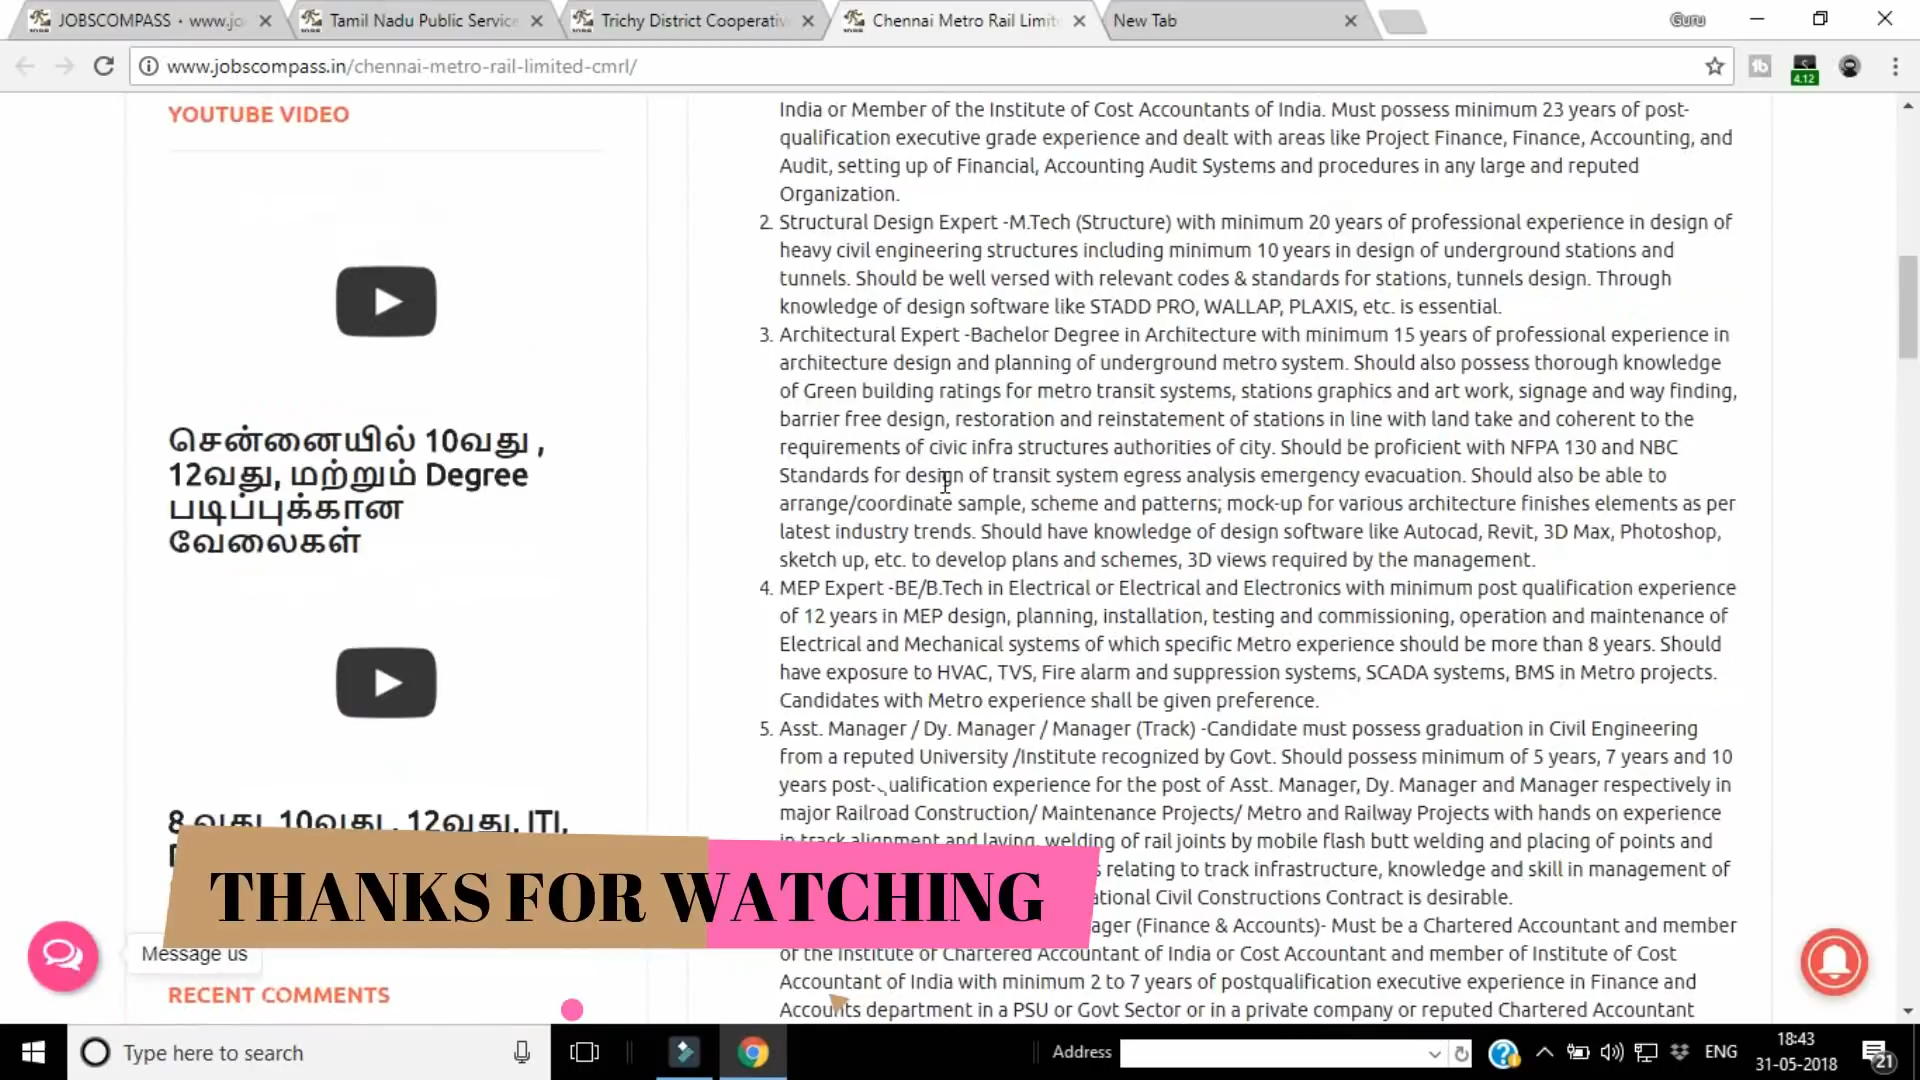 JOBSCOMPASS · www.jo
Tamil Nadu Public Service
Trichy District Cooperativ
Chennai Metro Rail Limit
New Tab
Guru
www.jobscompass.in/chennai-metro-rail-limited-cmrl/
4.12
YOUTUBE VIDEO
சென்னையில் 10வது ,
12வது, மற்றும் Degree
படிப்புக்கான
வேலைகள்
8 வது, 10வது, , 12வது, ITI,
India or Member of the Institute of Cost Accountants of India. Must possess minimum 23 years of post-
qualification executive grade experience and dealt with areas like Project Finance, Finance, Accounting, and
Audit, setting up of Financial, Accounting Audit Systems and procedures in any large and reputed
Organization.
2. Structural Design Expert -M.Tech (Structure) with minimum 20 years of professional experience in design of
heavy civil engineering structures including minimum 10 years in design of underground stations and
tunnels. Should be well versed with relevant codes & standards for stations, tunnels design. Through
knowledge of design software like STADD PRO, WALLAP, PLAXIS, etc. is essential.
3. Architectural Expert -Bachelor Degree in Architecture with minimum 15 years of professional experience in
architecture design and planning of underground metro system. Should also possess thorough knowledge
of Green building ratings for metro transit systems, stations graphics and art work, signage and way finding,
barrier free design, restoration and reinstatement of stations in line with land take and coherent to the
requirements of civic infra structures authorities of city. Should be proficient with NFPA 130 and NBC
Standards for design of transit system egress analysis emergency evacuation. Should also be able to
arrange/coordinate sample, scheme and patterns; mock-up for various architecture finishes elements as per
latest industry trends. Should have knowledge of design software like Autocad, Revit, 3D Max, Photoshop,
sketch up, etc. to develop plans and schemes, 3D views required by the management.
4. MEP Expert -BE/B.Tech in Electrical or Electrical and Electronics with minimum post qualification experience
of 12 years in MEP design, planning, installation, testing and commissioning, operation and maintenance of
Electrical and Mechanical systems of which specific Metro experience should be more than 8 years. Should
have exposure to HVAC, TVS, Fire alarm and suppression systems, SCADA systems, BMS in Metro projects.
Candidates with Metro experience shall be given preference.
5. Asst. Manager / Dy. Manager / Manager (Track) -Candidate must possess graduation in Civil Engineering
from a reputed University /Institute recognized by Govt. Should possess minimum of 5 years, 7 years and 10
years post-qualification experience for the post of Asst. Manager, Dy. Manager and Manager respectively in
major Railroad Construction/ Maintenance Projects/ Metro and Railway Projects with hands on experience
in track alignment and laying, welding of rail joints by mobile flash butt welding and placing of points and
relating to track infrastructure, knowledge and skill in management of
Civil Constructions Contract is desirable.
(Finance & Accounts)- Must be a Chartered Accountant and member
of the Institute of Chartered Accountant of India or Cost Accountant and member of Institute of Cost
Accountant of India with minimum 2 to 7 years of postqualification executive experience in Finance and
Accounts department in a PSU or Govt Sector or in a private company or reputed Chartered Accountant
THANKS FOR WATCHING
Message us
RECENT COMMENTS
Type here to search
Address
ENG
18:43
31-05-2018
21